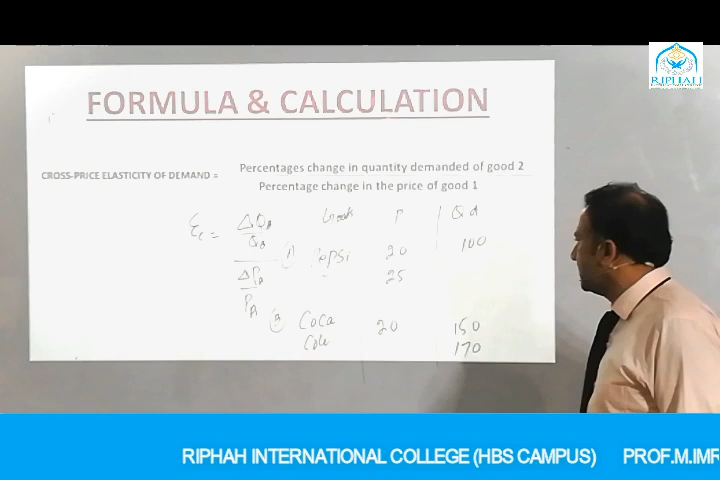 RIPHAH
FORMULA & CALCULATION
CROSS-PRICE ELASTICITY OF DEMAND = Percentages change in quantity demanded of good 2
Percentage change in the price of good 1
Goods P Qd
Pepsi 20 100
25
Coca 20 150
Cola 170
RIPHAH INTERNATIONAL COLLEGE (HBS CAMPUS) PROF.M.IMR